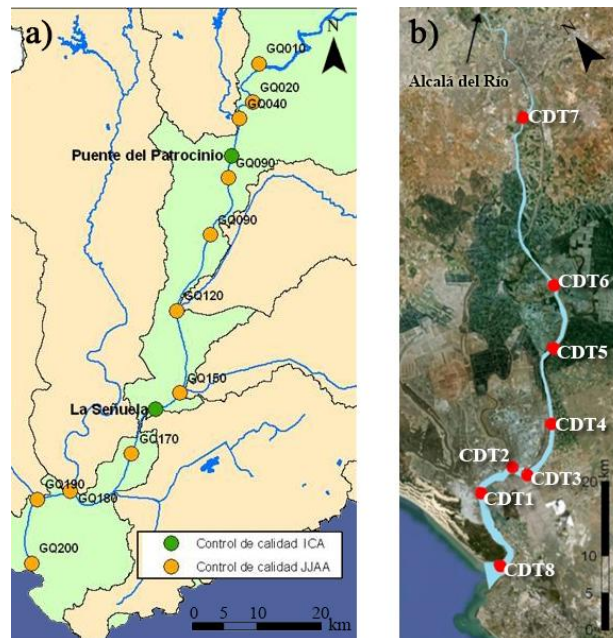 a)
N
GQ010
GQ020
GQ040
Puente del Patrocinio
GQ090
GQ090
GQ120
GQ150
La Señuela
GQ170
GQ190
GQ180
GQ200
Control de calidad ICA
Control de calidad JJAA
0 5 10 20
km
b)
N
Alcalá del Río
CDT7
CDT6
CDT5
CDT4
CDT2
CDT3
CDT1
CDT8
20
10
5
0
km